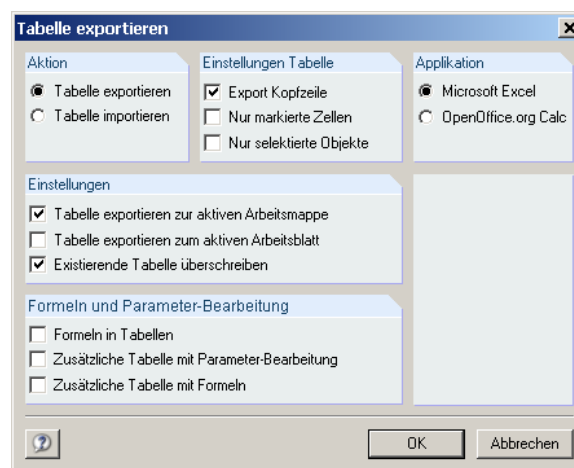 Tabelle exportieren
Aktion
Tabelle exportieren
Tabelle importieren
Einstellungen Tabelle
Export Kopfzeile
Nur markierte Zellen
Nur selektierte Objekte
Applikation
Microsoft Excel
OpenOffice.org Calc
Einstellungen
Tabelle exportieren zur aktiven Arbeitsmappe
Tabelle exportieren zum aktiven Arbeitsblatt
Existierende Tabelle überschreiben
Formeln und Parameter-Bearbeitung
Formeln in Tabellen
Zusätzliche Tabelle mit Parameter-Bearbeitung
Zusätzliche Tabelle mit Formeln
OK
Abbrechen